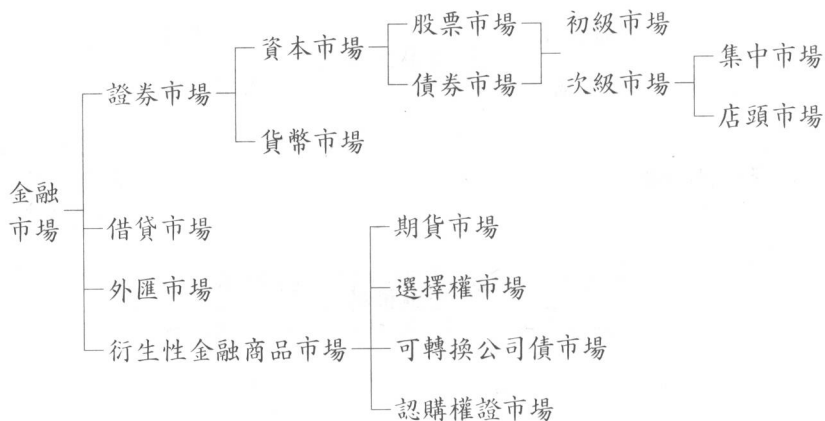 股票市場
初級市場
資本市場
集中市場
債券市場
次級市場
證券市場
店頭市場
貨幣市場
金融
市場
期貨市場
借貸市場
選擇權市場
外匯市場
衍生性金融商品市場
可轉換公司債市場
認購權證市場